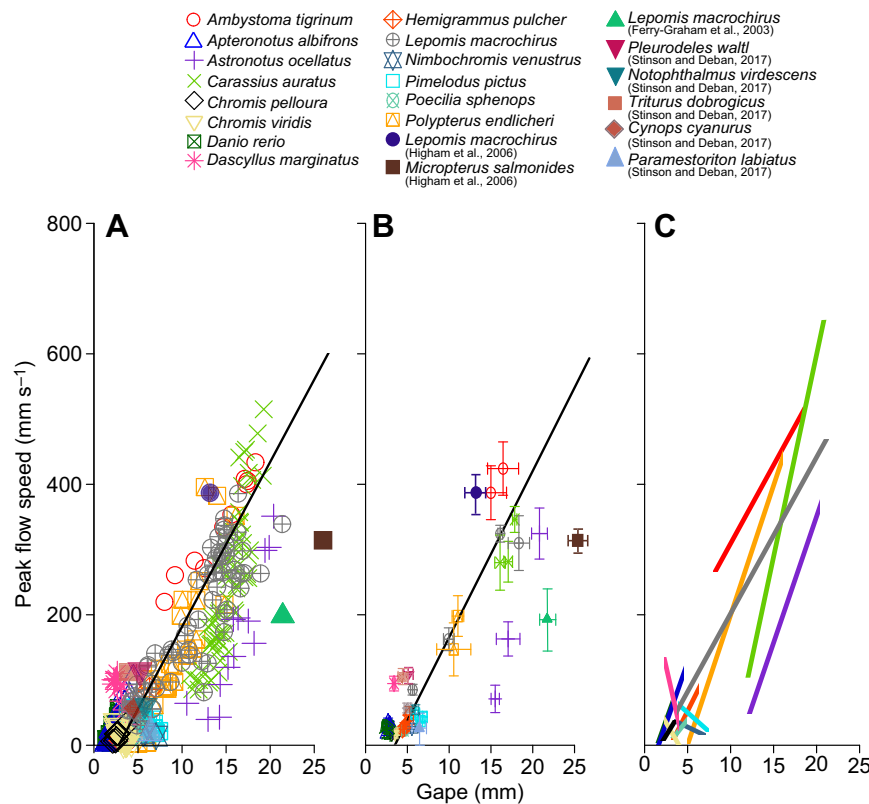 Ambystoma tigrinum
Apteronotus albifrons
Astronotus ocellatus
Carassius auratus
Chromis pelloura
Chromis viridis
Danio rerio
Dascyllus marginatus
Hemigrammus pulcher
Lepomis macrochirus
Nimbochromis venustrus
Pimelodus pictus
Poecilia sphenops
Polypterus endlicheri
Lepomis macrochirus
(Higham et al., 2006)
Micropterus salmonides
(Higham et al., 2006)
Lepomis macrochirus
(Ferry-Graham et al., 2003)
Pleurodeles waltl
(Stinson and Deban, 2017)
Notophthalmus virdescens
(Stinson and Deban, 2017)
Triturus dobrogicus
(Stinson and Deban, 2017)
Cynops cyanurus
(Stinson and Deban, 2017)
Paramestoriton labiatus
(Stinson and Deban, 2017)
A B C
800
600
400
200
0
Peak flow speed (mm s−1)
0 5 10 15 20 25 0 5 10 15 20 25 0 5 10 15 20 25
Gape (mm)